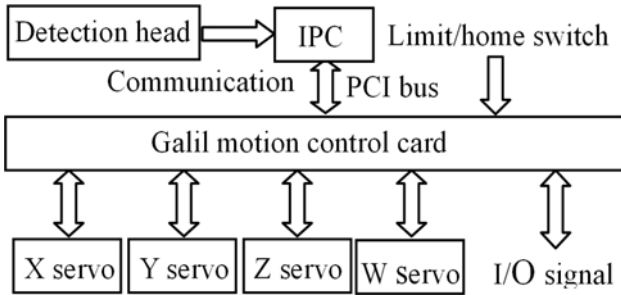 Detection head
IPC
Limit/home switch
Communication
PCI bus
Galil motion control card
X servo
Y servo
Z servo
W servo
I/O signal